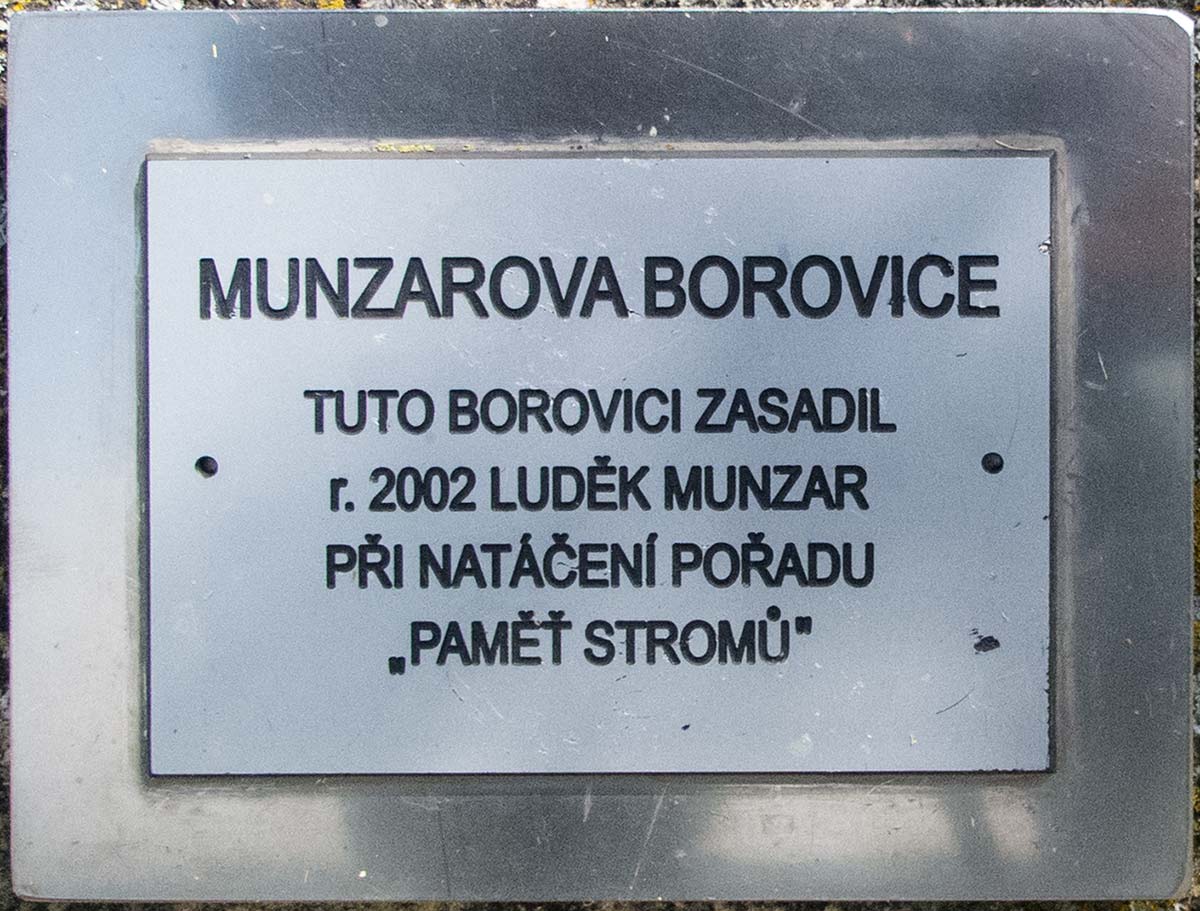 MUNZAROVA BOROVICE
TUTO BOROVICI ZASADIL
r. 2002 LUDĚK MUNZAR
PŘI NATÁČENÍ POŘADU
„PAMĚŤ STROMŮ"